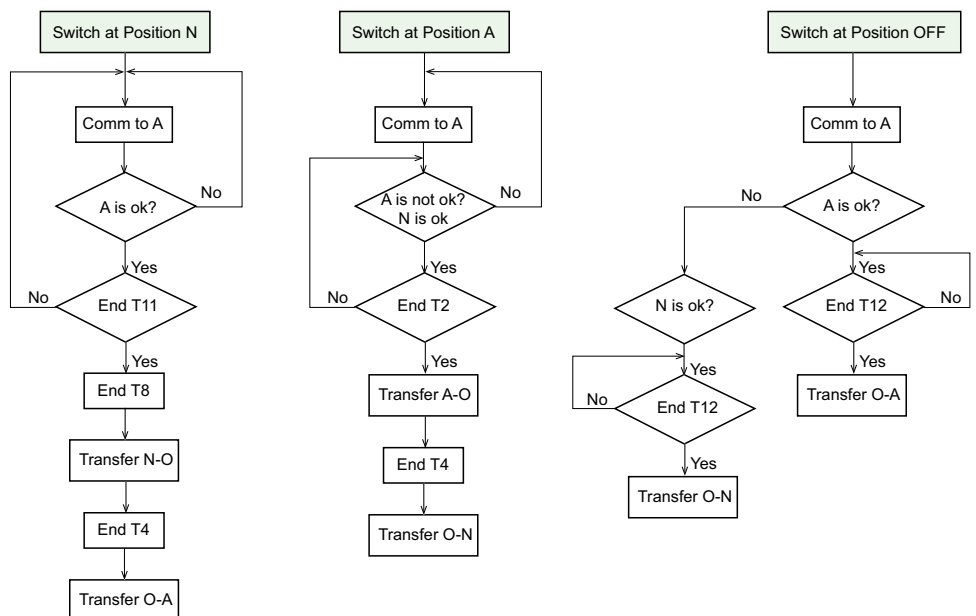 Switch at Position N
Comm to A
A is ok?
No
Yes
End T11
No
Yes
End T8
Transfer N-O
End T4
Transfer O-A
Switch at Position A
Comm to A
A is not ok?
N is ok
No
Yes
End T2
No
Yes
Transfer A-O
End T4
Transfer O-N
Switch at Position OFF
Comm to A
A is ok?
No
Yes
End T12
No
Yes
Transfer O-A
N is ok?
Yes
End T12
No
Yes
Transfer O-N